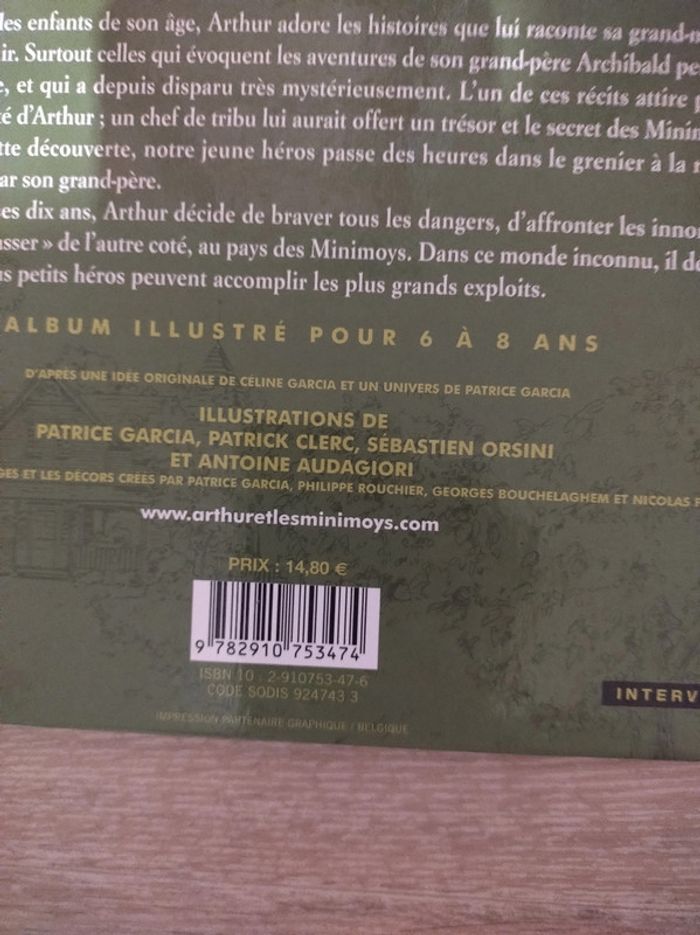 les enfants de son âge, Arthur adore les histoires que lui raconte sa grand-m
ir. Surtout celles qui évoquent les aventures de son grand-père Archibald pe
e, et qui a depuis disparu très mystérieusement. L'un de ces récits attire
té d'Arthur ; un chef de tribu lui aurait offert un trésor et le secret des Minim
tte découverte, notre jeune héros passe des heures dans le grenier à la r
ar son grand-père.
es dix ans, Arthur décide de braver tous les dangers, d'affronter les inno
asser » de l'autre coté, au pays des Minimoys. Dans ce monde inconnu, il de
us petits héros peuvent accomplir les plus grands exploits.
ALBUM ILLUSTRÉ POUR 6 À 8 ANS
D'APRÈS UNE IDÉE ORIGINALE DE CÉLINE GARCIA ET UN UNIVERS DE PATRICE GARCIA
ILLUSTRATIONS DE
PATRICE GARCIA, PATRICK CLERC, SÉBASTIEN ORSINI
ET ANTOINE AUDAGIORI
GES ET LES DÉCORS CRÉÉS PAR PATRICE GARCIA, PHILIPPE ROUCHIER, GEORGES BOUCHELAGHEM ET NICOLAS F
www.arthuretlesminimoys.com
PRIX : 14,80 €
9 782910 753474
ISBN 10 : 2-910753-47-6
CODE SODIS 924743 3
INTERV
IMPRESSION PARTENAIRE GRAPHIQUE / BELGIQUE